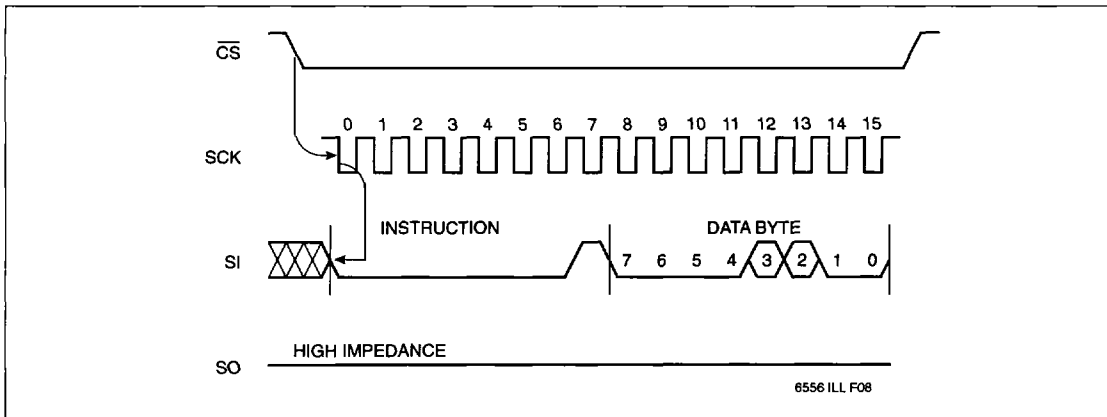 CS
0 1 2 3 4 5 6 7 8 9 10 11 12 13 14 15
SCK
INSTRUCTION DATA BYTE
SI
7 6 5 4 3 2 1 0
HIGH IMPEDANCE
SO
6556 ILL F08